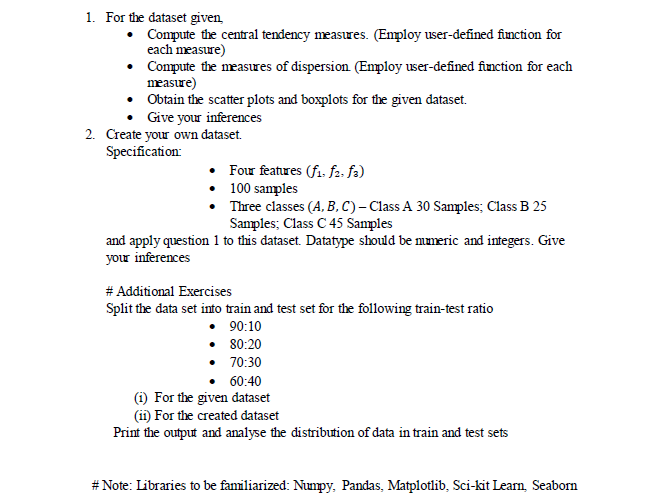 1. For the dataset given,
• Compute the central tendency measures. (Employ user-defined function for
each measure)
• Compute the measures of dispersion. (Employ user-defined function for each
measure)
• Obtain the scatter plots and boxplots for the given dataset.
• Give your inferences
2. Create your own dataset.
Specification:
• Four features (f₁, f₂, f₃)
• 100 samples
• Three classes (A, B, C) – Class A 30 Samples; Class B 25
Samples; Class C 45 Samples
and apply question 1 to this dataset. Datatype should be numeric and integers. Give
your inferences
# Additional Exercises
Split the data set into train and test set for the following train-test ratio
• 90:10
• 80:20
• 70:30
• 60:40
(i) For the given dataset
(ii) For the created dataset
Print the output and analyse the distribution of data in train and test sets
# Note: Libraries to be familiarized: Numpy, Pandas, Matplotlib, Sci-kit Learn, Seaborn